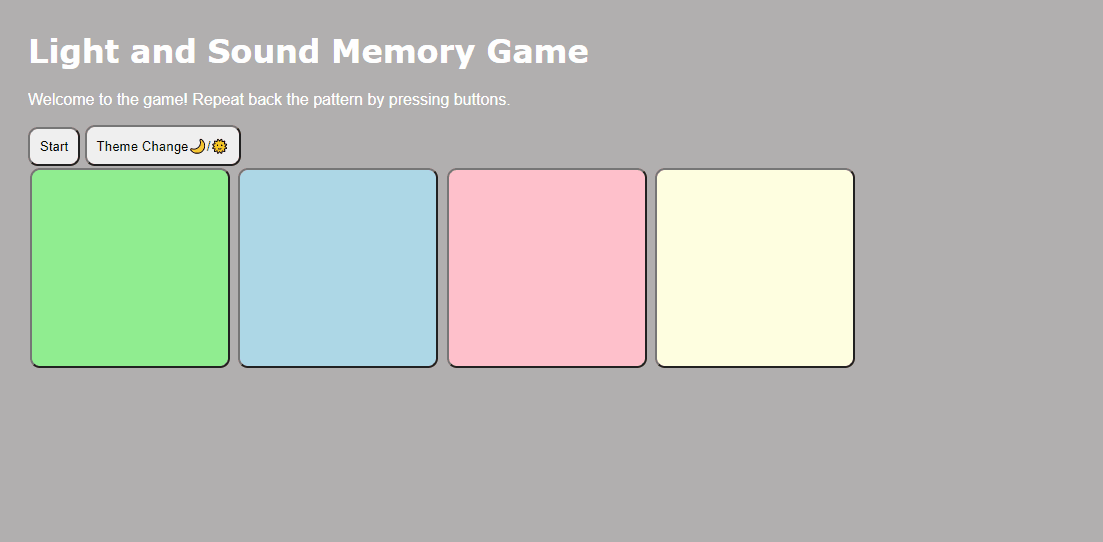 Light and Sound Memory Game
Welcome to the game! Repeat back the pattern by pressing buttons.
Start
Theme Change🌙/🌞